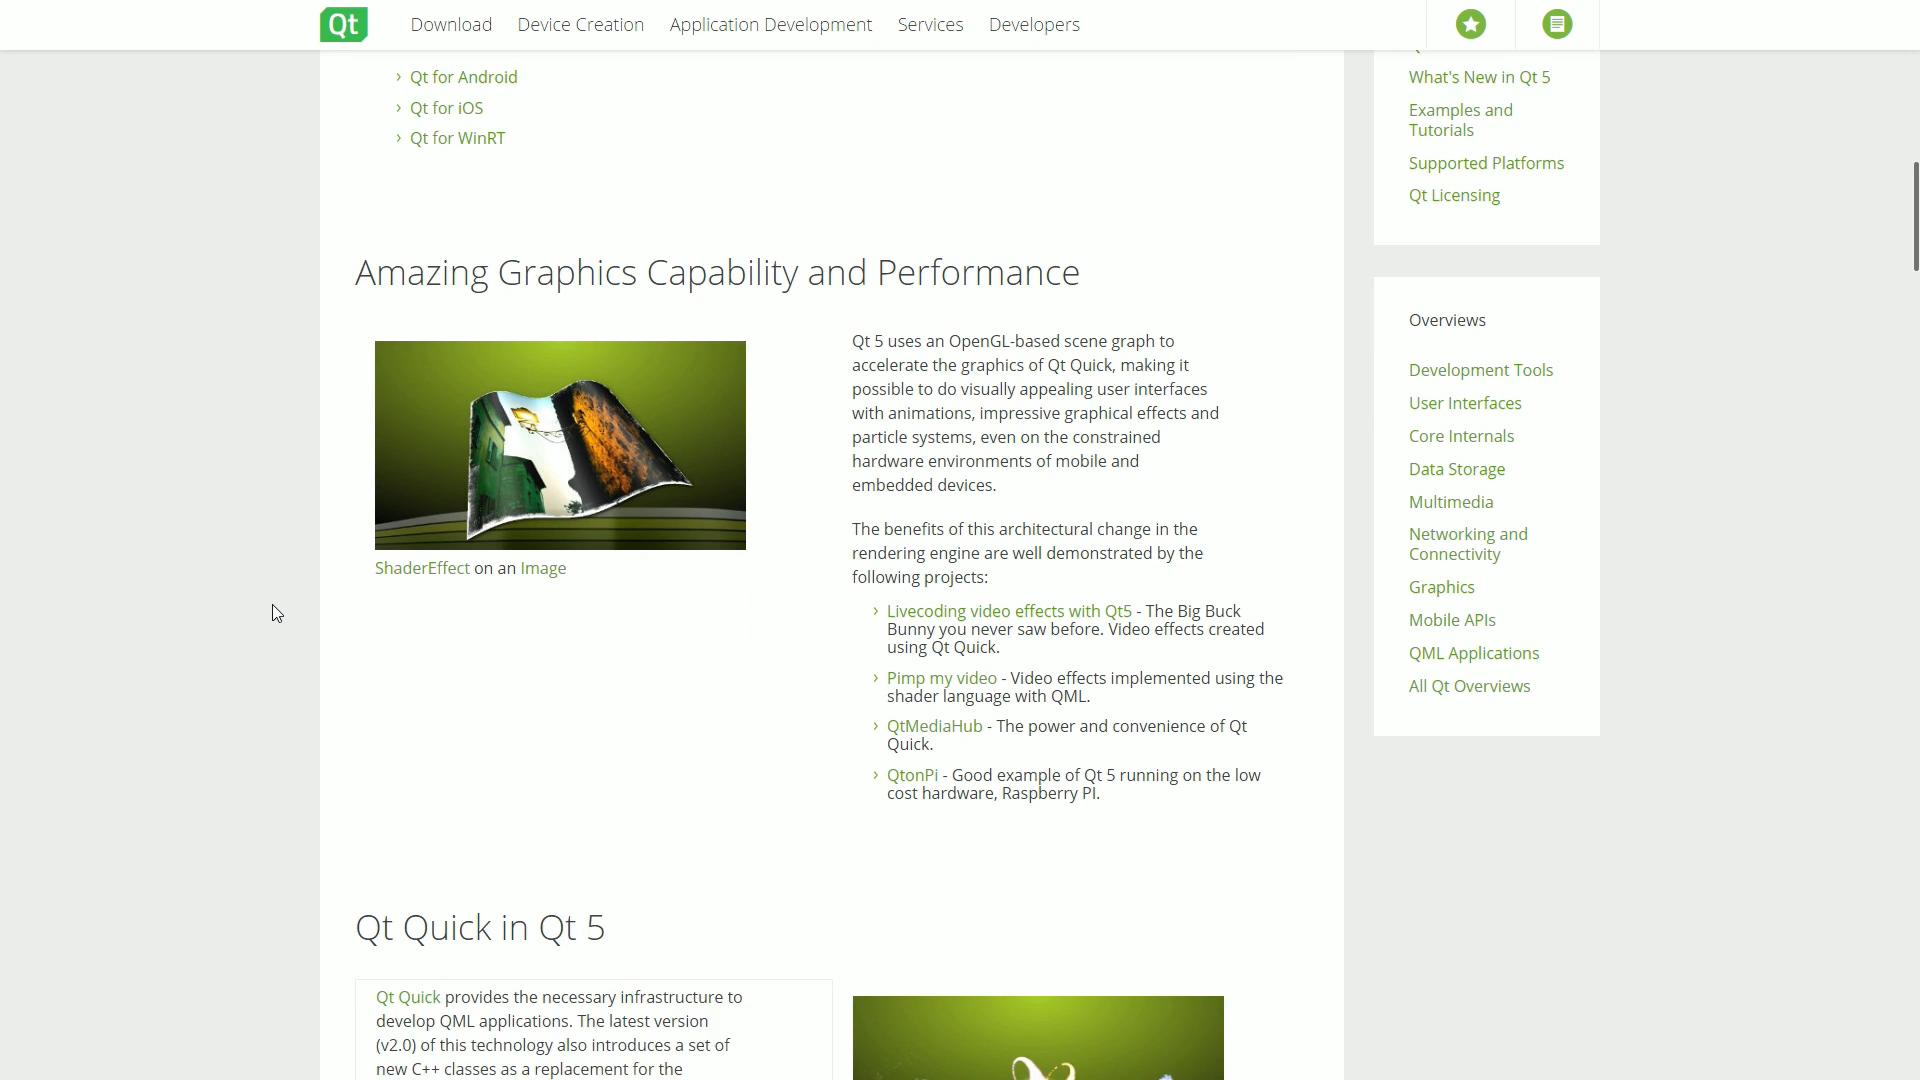 Qt
Download
Device Creation
Application Development
Services
Developers
› Qt for Android
› Qt for iOS
› Qt for WinRT
Amazing Graphics Capability and Performance
ShaderEffect on an Image
Qt 5 uses an OpenGL-based scene graph to
accelerate the graphics of Qt Quick, making it
possible to do visually appealing user interfaces
with animations, impressive graphical effects and
particle systems, even on the constrained
hardware environments of mobile and
embedded devices.
The benefits of this architectural change in the
rendering engine are well demonstrated by the
following projects:
› Livecoding video effects with Qt5 - The Big Buck
Bunny you never saw before. Video effects created
using Qt Quick.
› Pimp my video - Video effects implemented using the
shader language with QML.
› QtMediaHub - The power and convenience of Qt
Quick.
› QtonPi - Good example of Qt 5 running on the low
cost hardware, Raspberry PI.
Qt Quick in Qt 5
Qt Quick provides the necessary infrastructure to
develop QML applications. The latest version
(v2.0) of this technology also introduces a set of
new C++ classes as a replacement for the
What's New in Qt 5
Examples and
Tutorials
Supported Platforms
Qt Licensing
Overviews
Development Tools
User Interfaces
Core Internals
Data Storage
Multimedia
Networking and
Connectivity
Graphics
Mobile APIs
QML Applications
All Qt Overviews